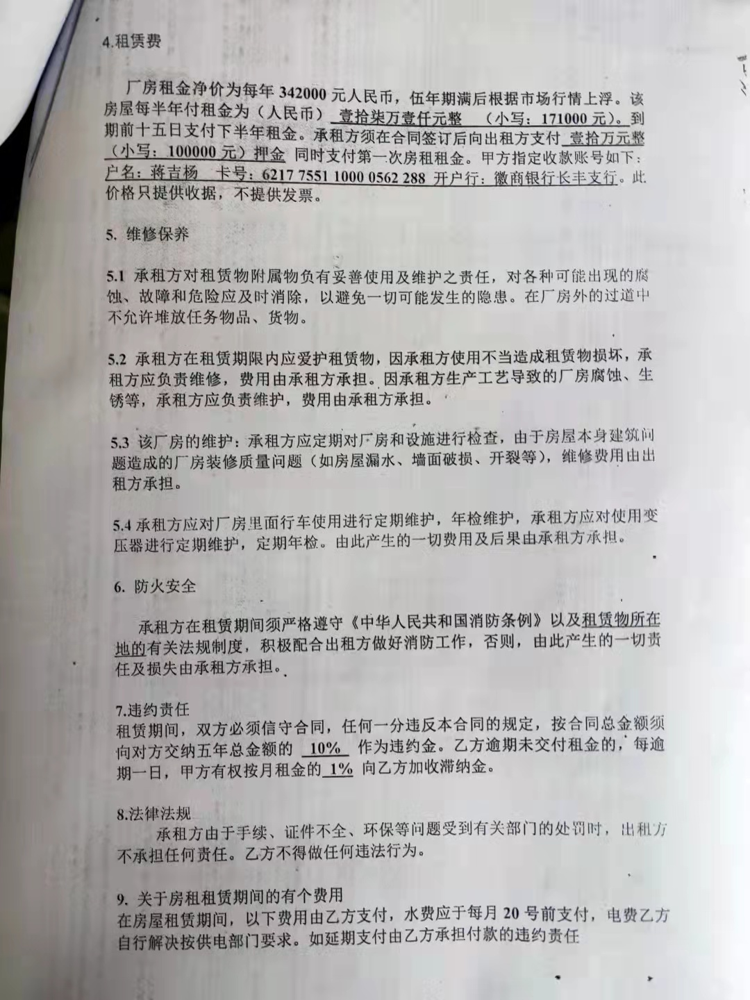 4.租赁费
厂房租金净价为每年 342000 元人民币，伍年期满后根据市场行情上浮。该
房屋每半年付租金为（人民币） 壹拾柒万壹仟元整 （小写：171000 元）。到
期前十五日支付下半年租金。承租方须在合同签订后向出租方支付 壹拾万元整
（小写：100000 元）押金 同时支付第一次房租租金。甲方指定收款账号如下：
户名：蒋吉杨 卡号：6217 7551 1000 0562 288 开户行：徽商银行长丰支行。此
价格只提供收据，不提供发票。
5. 维修保养
5.1 承租方对租赁物附属物负有妥善使用及维护之责任，对各种可能出现的腐
蚀、故障和危险应及时消除，以避免一切可能发生的隐患。在厂房外的过道中
不允许堆放任务物品、货物。
5.2 承租方在租赁期限内应爱护租赁物，因承租方使用不当造成租赁物损坏，承
租方应负责维修，费用由承租方承担。因承租方生产工艺导致的厂房腐蚀、生
锈等，承租方应负责维护，费用由承租方承担。
5.3 该厂房的维护：承租方应定期对厂房和设施进行检查，由于房屋本身建筑问
题造成的厂房装修质量问题（如房屋漏水、墙面破损、开裂等），维修费用由出
租方承担。
5.4 承租方应对厂房里面行车使用进行定期维护，年检维护，承租方应对使用变
压器进行定期维护，定期年检。由此产生的一切费用及后果由承租方承担。
6. 防火安全
承租方在租赁期间须严格遵守《中华人民共和国消防条例》以及租赁物所在
地的有关法规制度，积极配合出租方做好消防工作，否则，由此产生的一切责
任及损失由承租方承担。
7.违约责任
租赁期间，双方必须信守合同，任何一分违反本合同的规定，按合同总金额须
向对方交纳五年总金额的 10% 作为违约金。乙方逾期未交付租金的，每逾
期一日，甲方有权按月租金的 1% 向乙方加收滞纳金。
8.法律法规
承租方由于手续、证件不全、环保等问题受到有关部门的处罚时，出租方
不承担任何责任。乙方不得做任何违法行为。
9. 关于房租租赁期间的有个费用
在房屋租赁期间，以下费用由乙方支付，水费应于每月 20 号前支付，电费乙方
自行解决按供电部门要求。如延期支付由乙方承担付款的违约责任